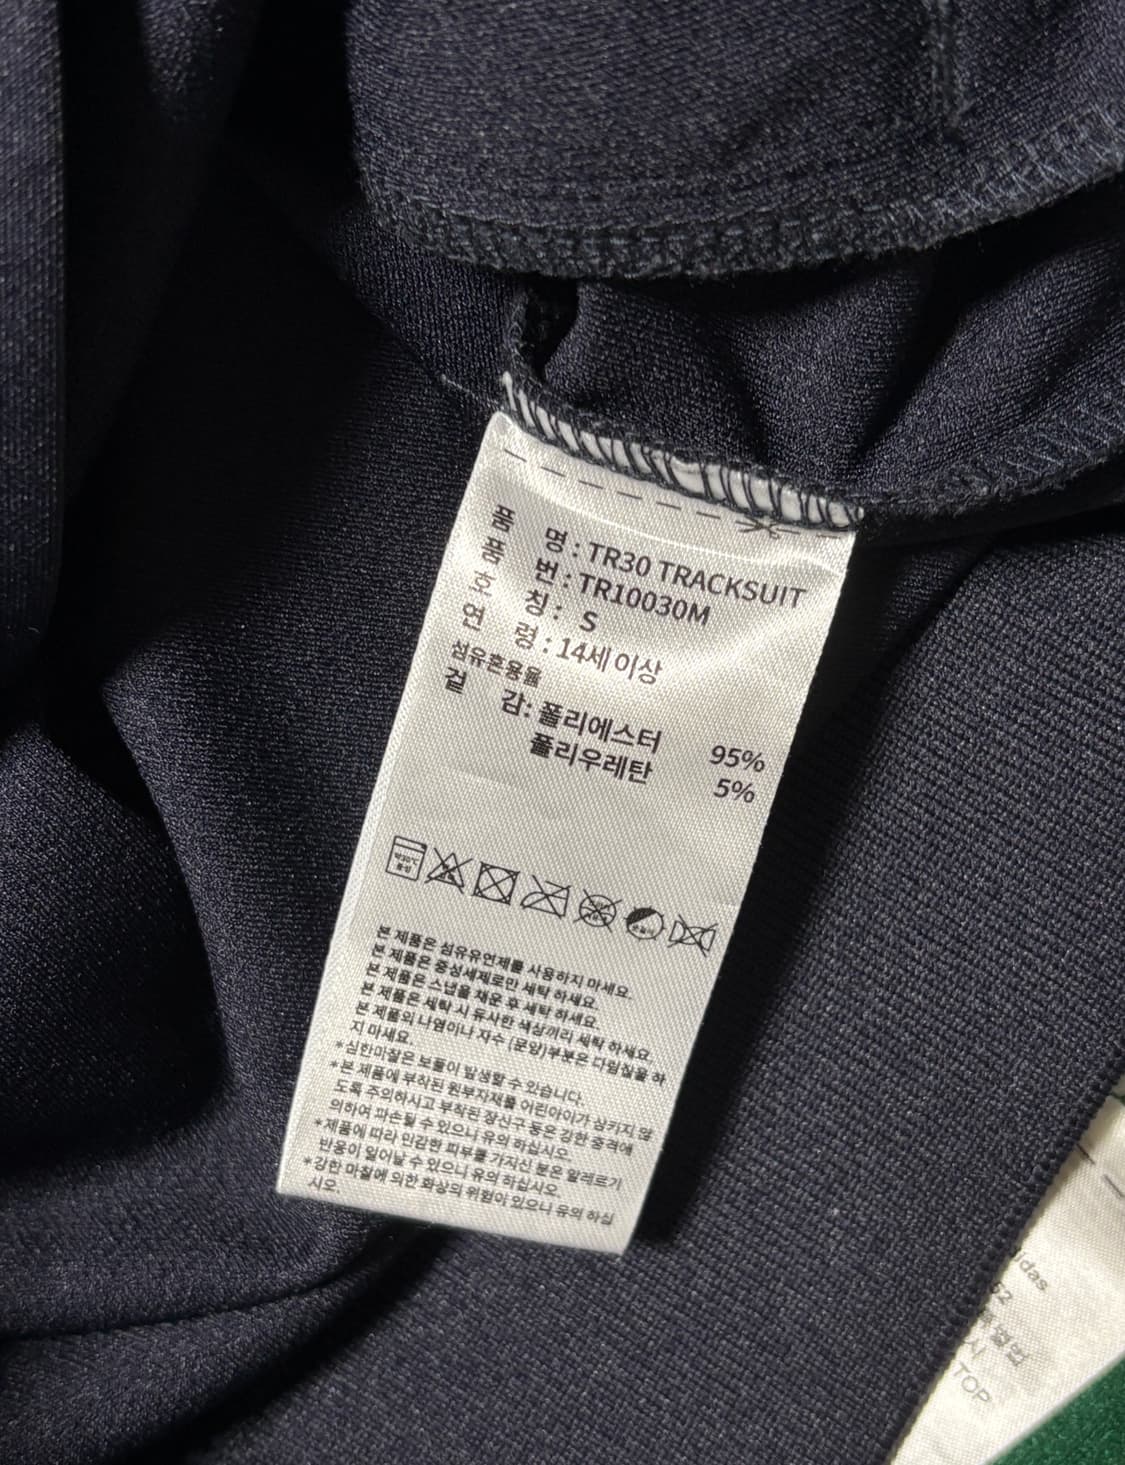 품 명 : TR30 TRACKSUIT
품 번 : TR10030M
호 칭 : S
연 령 : 14세 이상
섬유혼용율
겉 감 : 폴리에스터 95%
폴리우레탄 5%
약30℃
중성
본 제품은 섬유유연제를 사용하지 마세요.
본 제품은 중성세제로만 세탁 하세요.
본 제품은 스냅을 채운 후 세탁 하세요.
본 제품은 세탁 시 유사한 색상끼리 세탁 하세요.
본 제품의 나염이나 자수 (문양)부분은 다림질을 하
지 마세요.
*심한마찰은 보풀이 발생할 수 있습니다.
*본 제품에 부착된 원부자재를 어린아이가 삼키지 않
도록 주의하시고 부착된 장신구 등은 강한 충격에
의하여 파손될 수 있으니 유의 하십시오.
*제품에 따라 민감한 피부를 가지신 분은 알레르기
반응이 일어날 수 있으니 유의 하십시오.
*강한 마찰에 의한 화상의 위험이 있으니 유의 하십
시오.
62
TOP